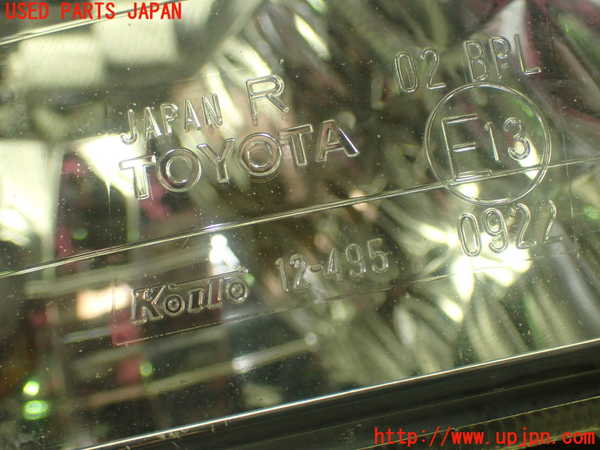 USED PARTS JAPAN
02 BPL
JAPAN R
TOYOTA
E13
0922
Koito 12-495
http://www.upjpn.com